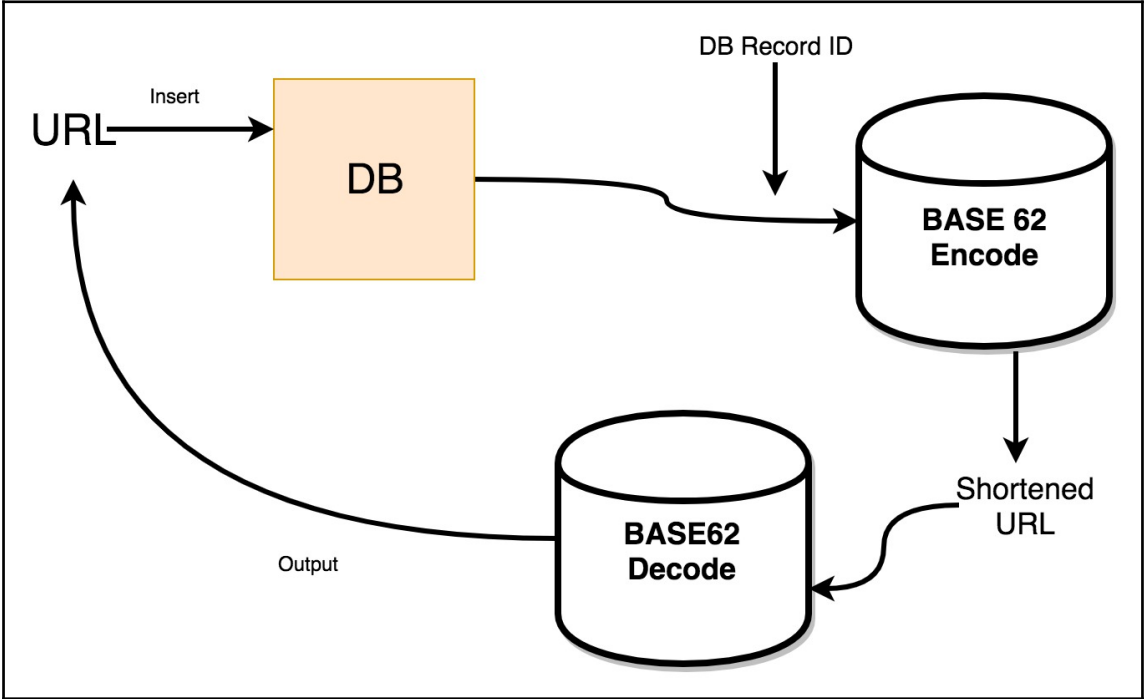 DB Record ID
Insert
URL
DB
BASE 62
Encode
Shortened
URL
BASE62
Decode
Output